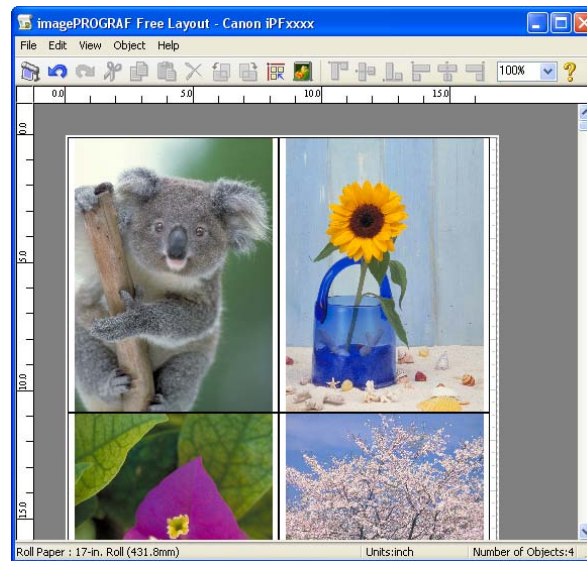 imagePROGRAF Free Layout - Canon iPFxxxx
File Edit View Object Help
100%
0.0 5.0 10.0 15.0
0.0
5.0
10.0
15.0
Roll Paper : 17-in. Roll (431.8mm) Units:inch Number of Objects:4